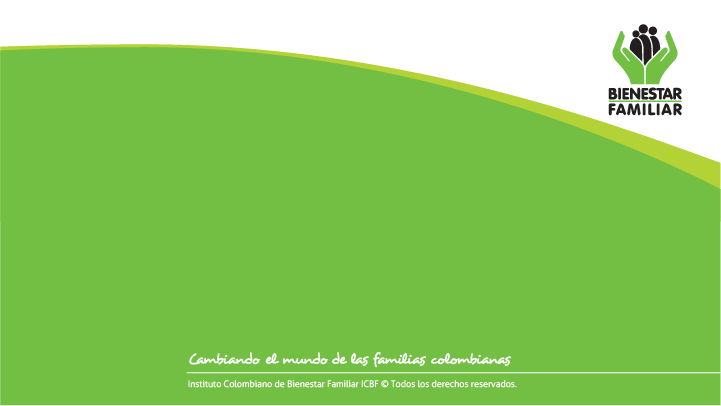 BIENESTAR
FAMILIAR
Cambiando el mundo de las familias colombianas
Instituto Colombiano de Bienestar Familiar ICBF © Todos los derechos reservados.